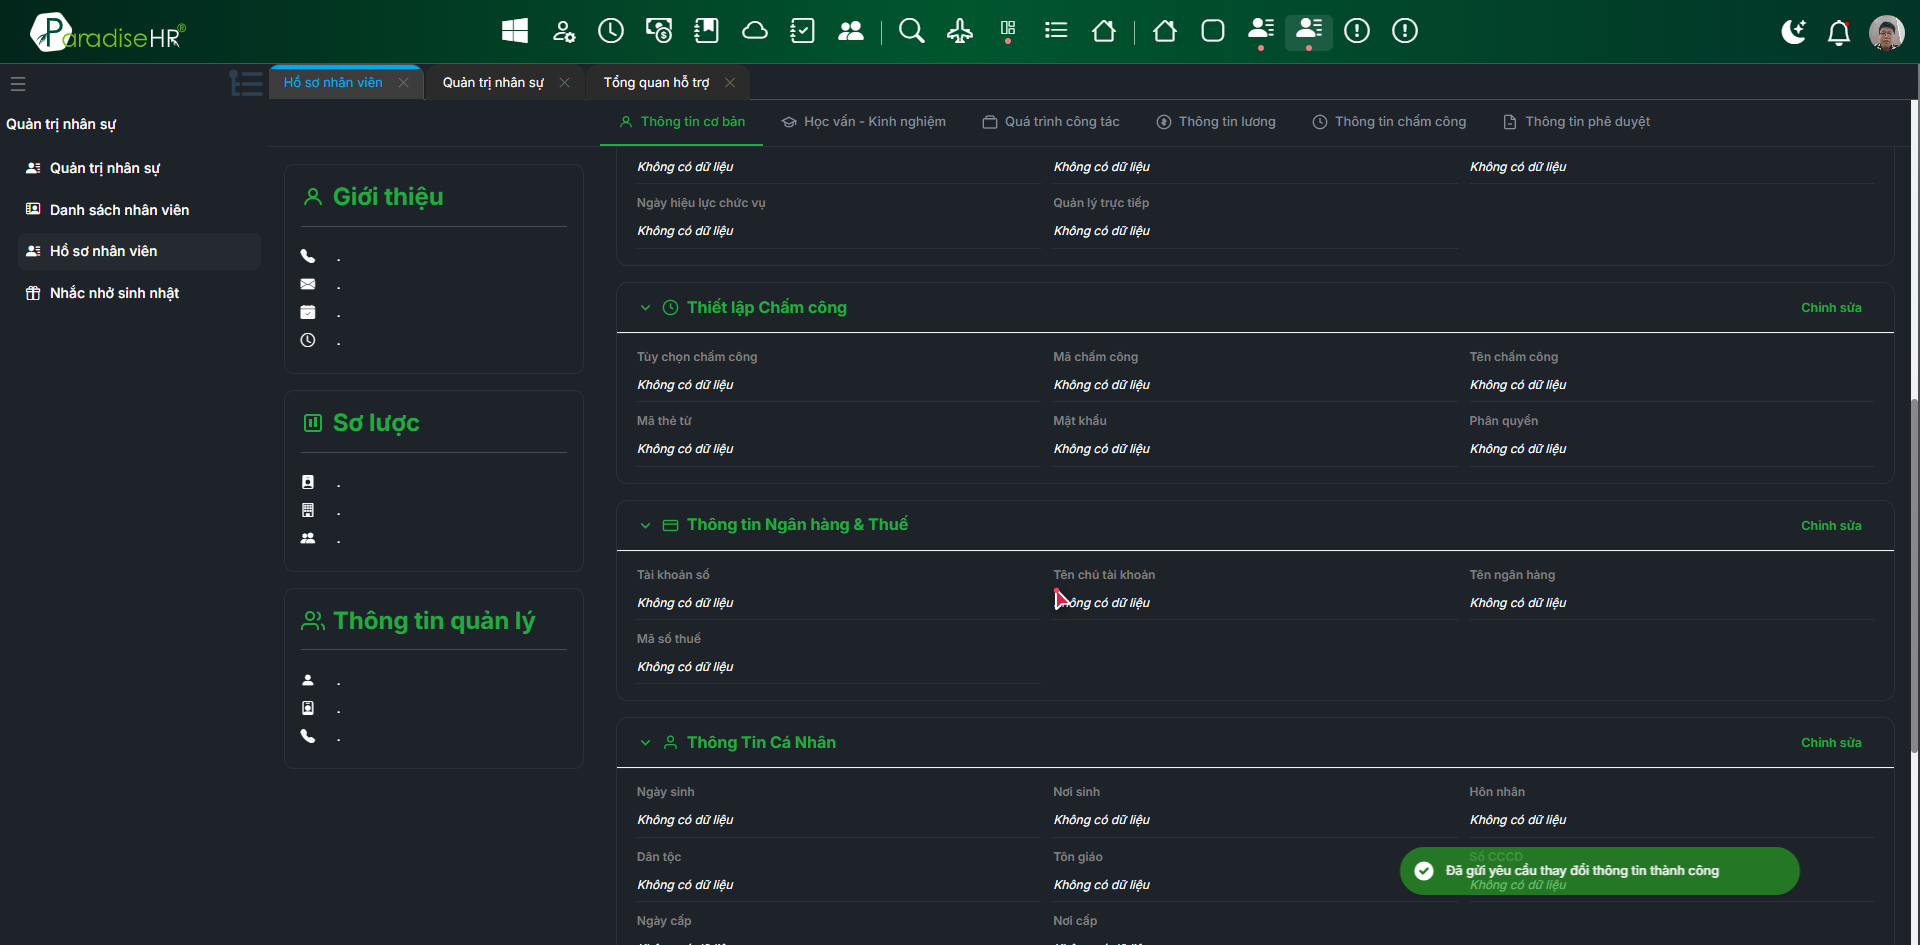 ParadiseHR®
Hồ sơ nhân viên
Quản trị nhân sự
Tổng quan hỗ trợ
Quản trị nhân sự
Quản trị nhân sự
Danh sách nhân viên
Hồ sơ nhân viên
Nhắc nhở sinh nhật
Giới thiệu
.
.
.
.
Sơ lược
.
.
.
Thông tin quản lý
.
.
.
Thông tin cơ bản
Học vấn - Kinh nghiệm
Quá trình công tác
Thông tin lương
Thông tin chấm công
Thông tin phê duyệt
Không có dữ liệu
Không có dữ liệu
Không có dữ liệu
Ngày hiệu lực chức vụ
Quản lý trực tiếp
Không có dữ liệu
Không có dữ liệu
Thiết lập Chấm công
Chỉnh sửa
Tùy chọn chấm công
Mã chấm công
Tên chấm công
Không có dữ liệu
Không có dữ liệu
Không có dữ liệu
Mã thẻ từ
Mật khẩu
Phân quyền
Không có dữ liệu
Không có dữ liệu
Không có dữ liệu
Thông tin Ngân hàng & Thuế
Chỉnh sửa
Tài khoản số
Tên chủ tài khoản
Tên ngân hàng
Không có dữ liệu
Không có dữ liệu
Không có dữ liệu
Mã số thuế
Không có dữ liệu
Thông Tin Cá Nhân
Chỉnh sửa
Ngày sinh
Nơi sinh
Hôn nhân
Không có dữ liệu
Không có dữ liệu
Không có dữ liệu
Dân tộc
Tôn giáo
Số CCCD
Không có dữ liệu
Không có dữ liệu
Không có dữ liệu
Đã gửi yêu cầu thay đổi thông tin thành công
Ngày cấp
Nơi cấp